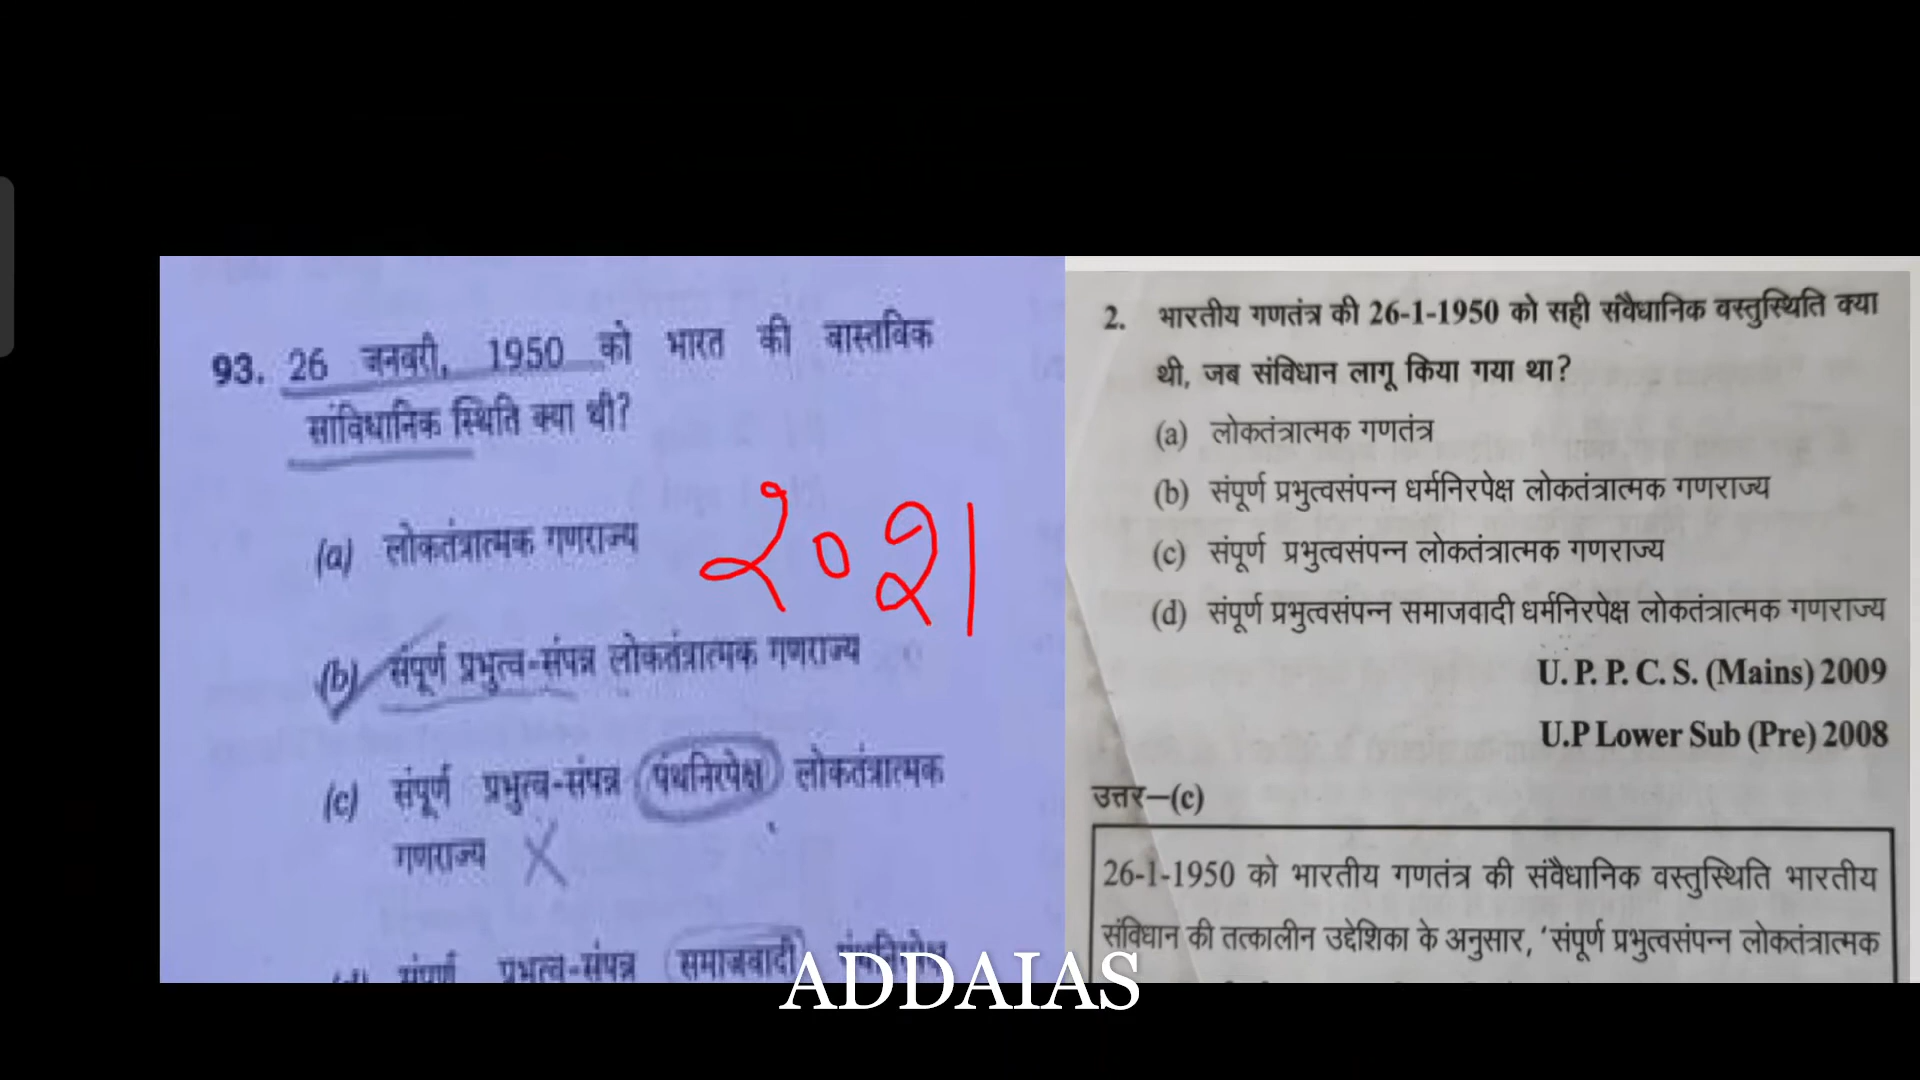 93. 26 जनवरी, 1950 को भारत की वास्तविक
सांविधानिक स्थिति क्या थी?
(a) लोकतंत्रात्मक गणराज्य
२०२१
(b) संपूर्ण प्रभुत्व-संपन्न लोकतंत्रात्मक गणराज्य
(c) संपूर्ण प्रभुत्व-संपन्न पंथनिरपेक्ष लोकतंत्रात्मक
गणराज्य
(d) संपूर्ण प्रभुत्व-संपन्न समाजवादी पंथनिरपेक्ष
2. भारतीय गणतंत्र की 26-1-1950 को सही संवैधानिक वस्तुस्थिति क्या
थी, जब संविधान लागू किया गया था?
(a) लोकतंत्रात्मक गणतंत्र
(b) संपूर्ण प्रभुत्वसंपन्न धर्मनिरपेक्ष लोकतंत्रात्मक गणराज्य
(c) संपूर्ण प्रभुत्वसंपन्न लोकतंत्रात्मक गणराज्य
(d) संपूर्ण प्रभुत्वसंपन्न समाजवादी धर्मनिरपेक्ष लोकतंत्रात्मक गणराज्य
U. P. P. C. S. (Mains) 2009
U.P Lower Sub (Pre) 2008
उत्तर–(c)
26-1-1950 को भारतीय गणतंत्र की संवैधानिक वस्तुस्थिति भारतीय
संविधान की तत्कालीन उद्देशिका के अनुसार, 'संपूर्ण प्रभुत्वसंपन्न लोकतंत्रात्मक
ADDAIAS